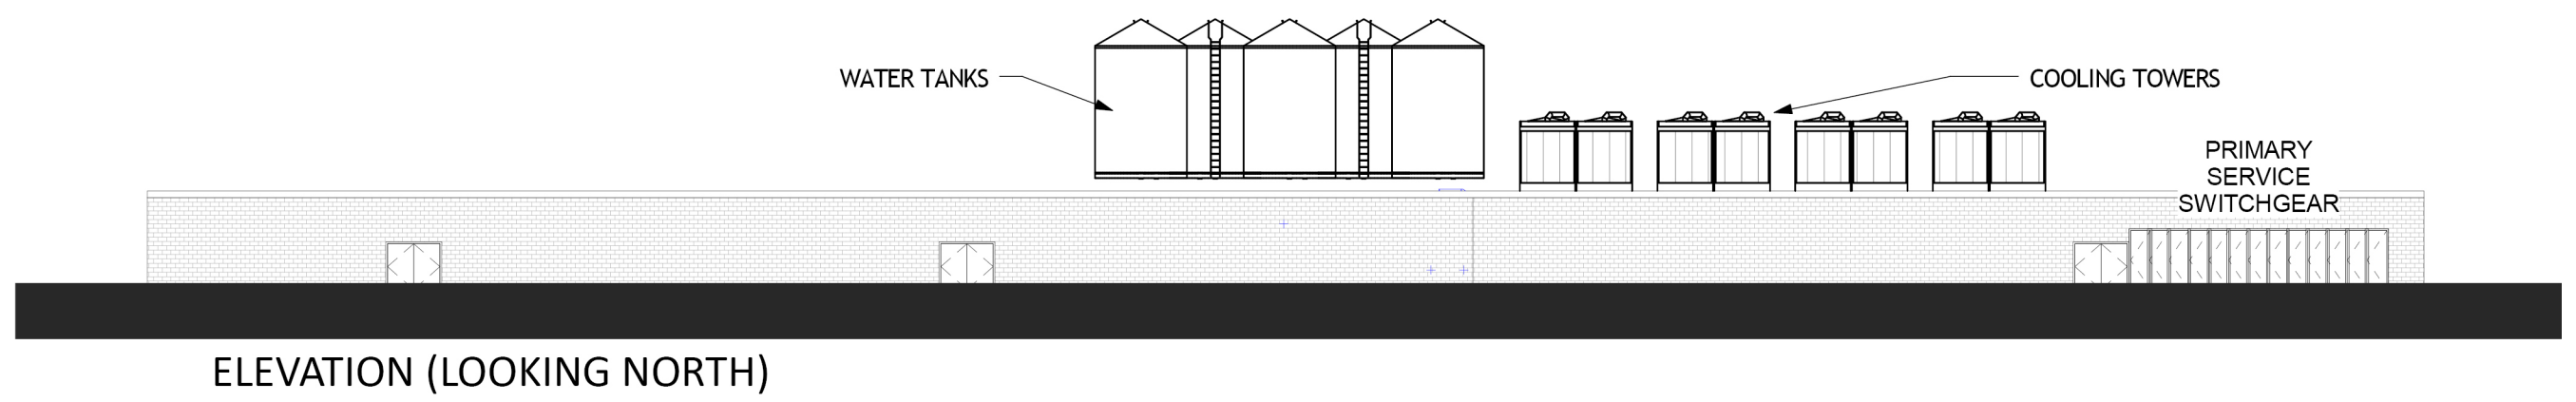 WATER TANKS
COOLING TOWERS
PRIMARY
SERVICE
SWITCHGEAR
ELEVATION (LOOKING NORTH)